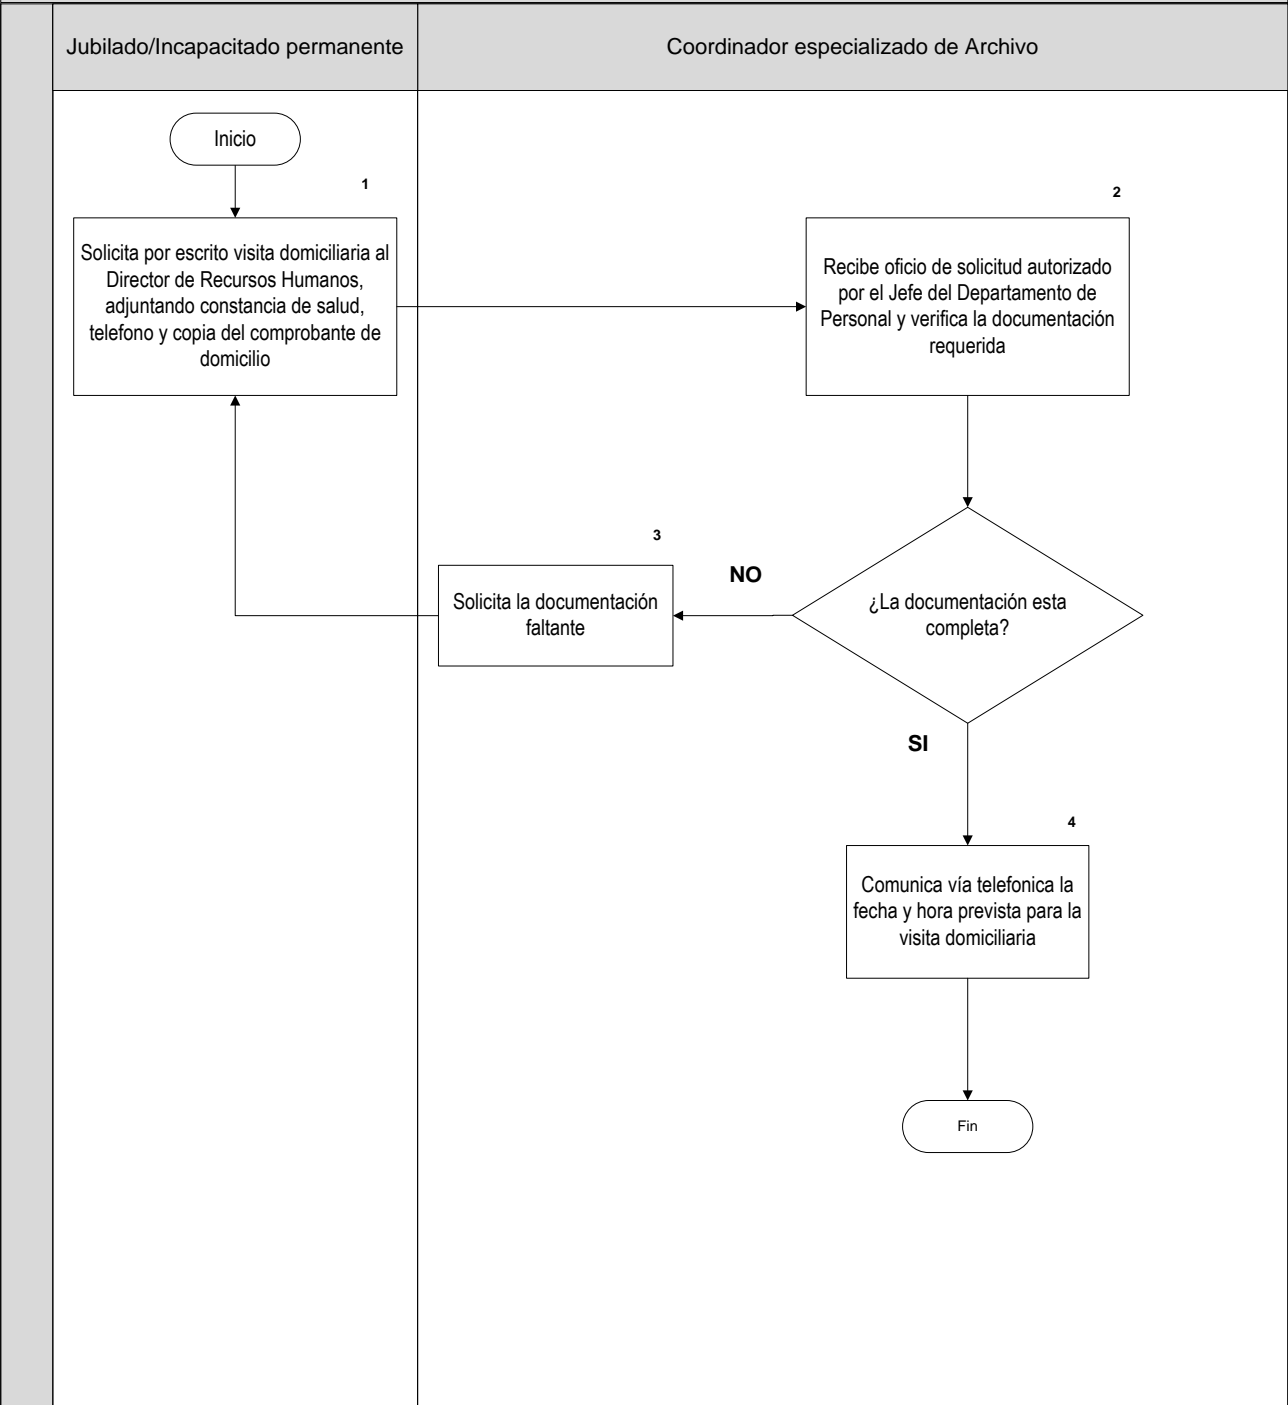 Jubilado/Incapacitado permanente
Coordinador especializado de Archivo
Inicio
1
Solicita por escrito visita domiciliaria al
Director de Recursos Humanos,
adjuntando constancia de salud,
telefono y copia del comprobante de
domicilio
2
Recibe oficio de solicitud autorizado
por el Jefe del Departamento de
Personal y verifica la documentación
requerida
¿La documentación esta
completa?
NO
3
Solicita la documentación
faltante
SI
4
Comunica vía telefonica la
fecha y hora prevista para la
visita domiciliaria
Fin